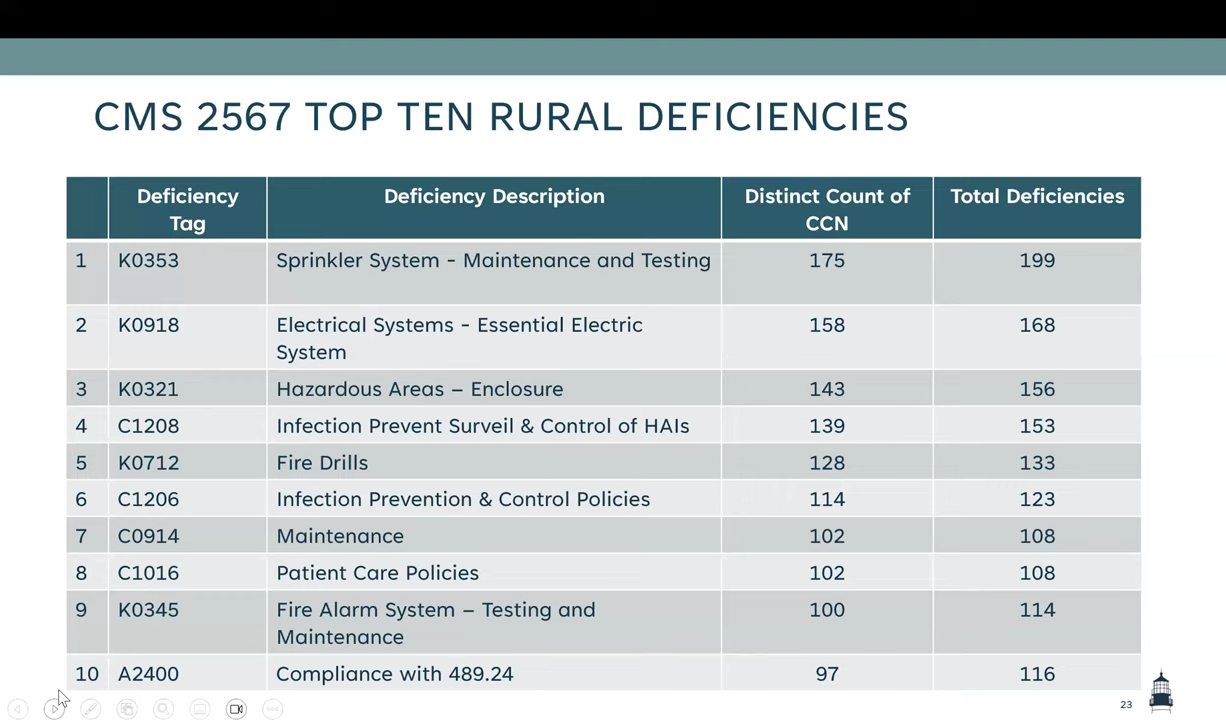 CMS 2567 TOP TEN RURAL DEFICIENCIES
Deficiency Tag | Deficiency Description | Distinct Count of CCN | Total Deficiencies
1 K0353 Sprinkler System - Maintenance and Testing 175 199
2 K0918 Electrical Systems - Essential Electric System 158 168
3 K0321 Hazardous Areas – Enclosure 143 156
4 C1208 Infection Prevent Surveil & Control of HAIs 139 153
5 K0712 Fire Drills 128 133
6 C1206 Infection Prevention & Control Policies 114 123
7 C0914 Maintenance 102 108
8 C1016 Patient Care Policies 102 108
9 K0345 Fire Alarm System – Testing and Maintenance 100 114
10 A2400 Compliance with 489.24 97 116
23